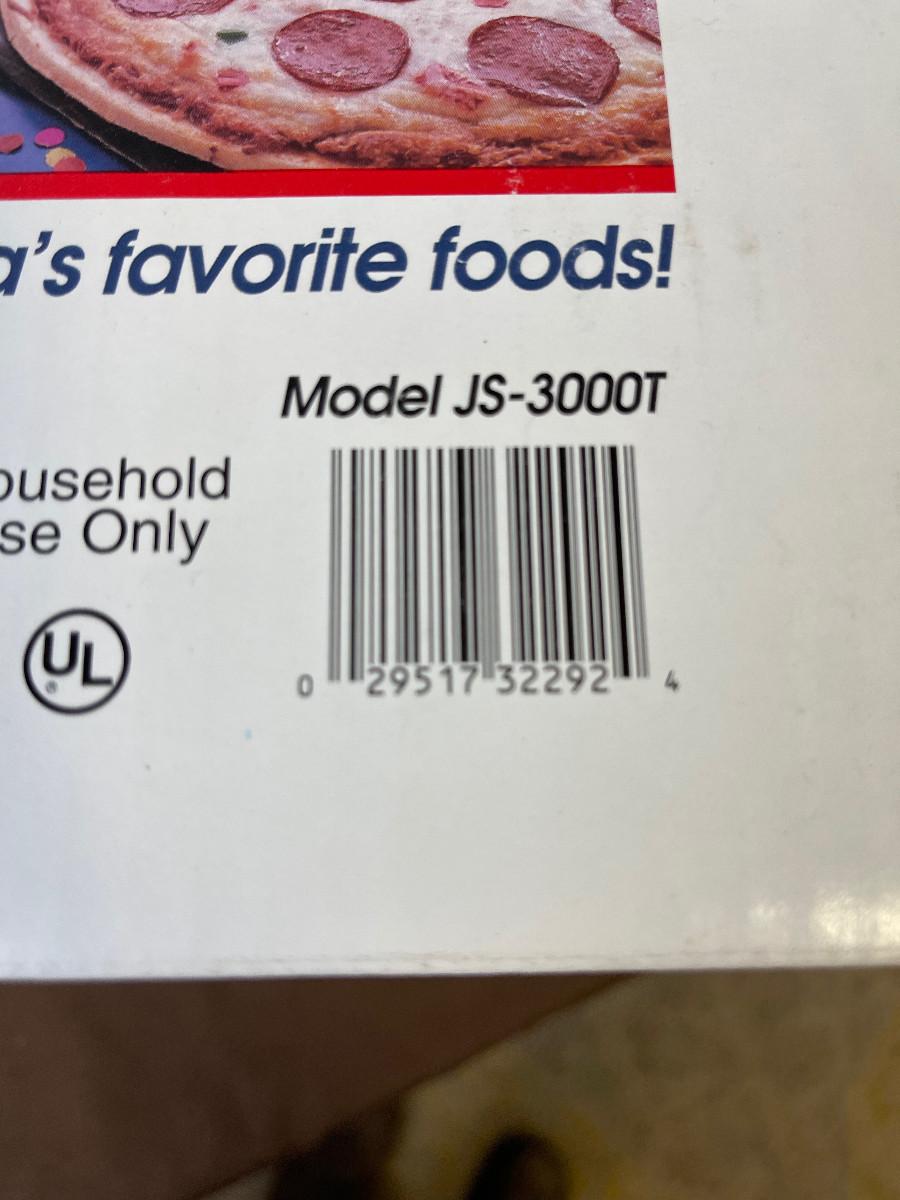 a's favorite foods!
Model JS-3000T
ousehold
se Only
UL
®
0 29517 32292 4